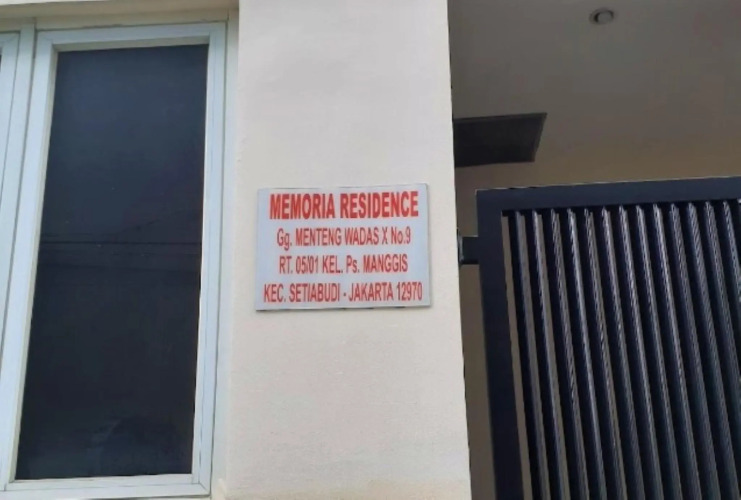 MEMORIA RESIDENCE
Gg. MENTENG WADAS X No.9
RT. 05/01 KEL. Ps. MANGGIS
KEC. SETIABUDI - JAKARTA 12970